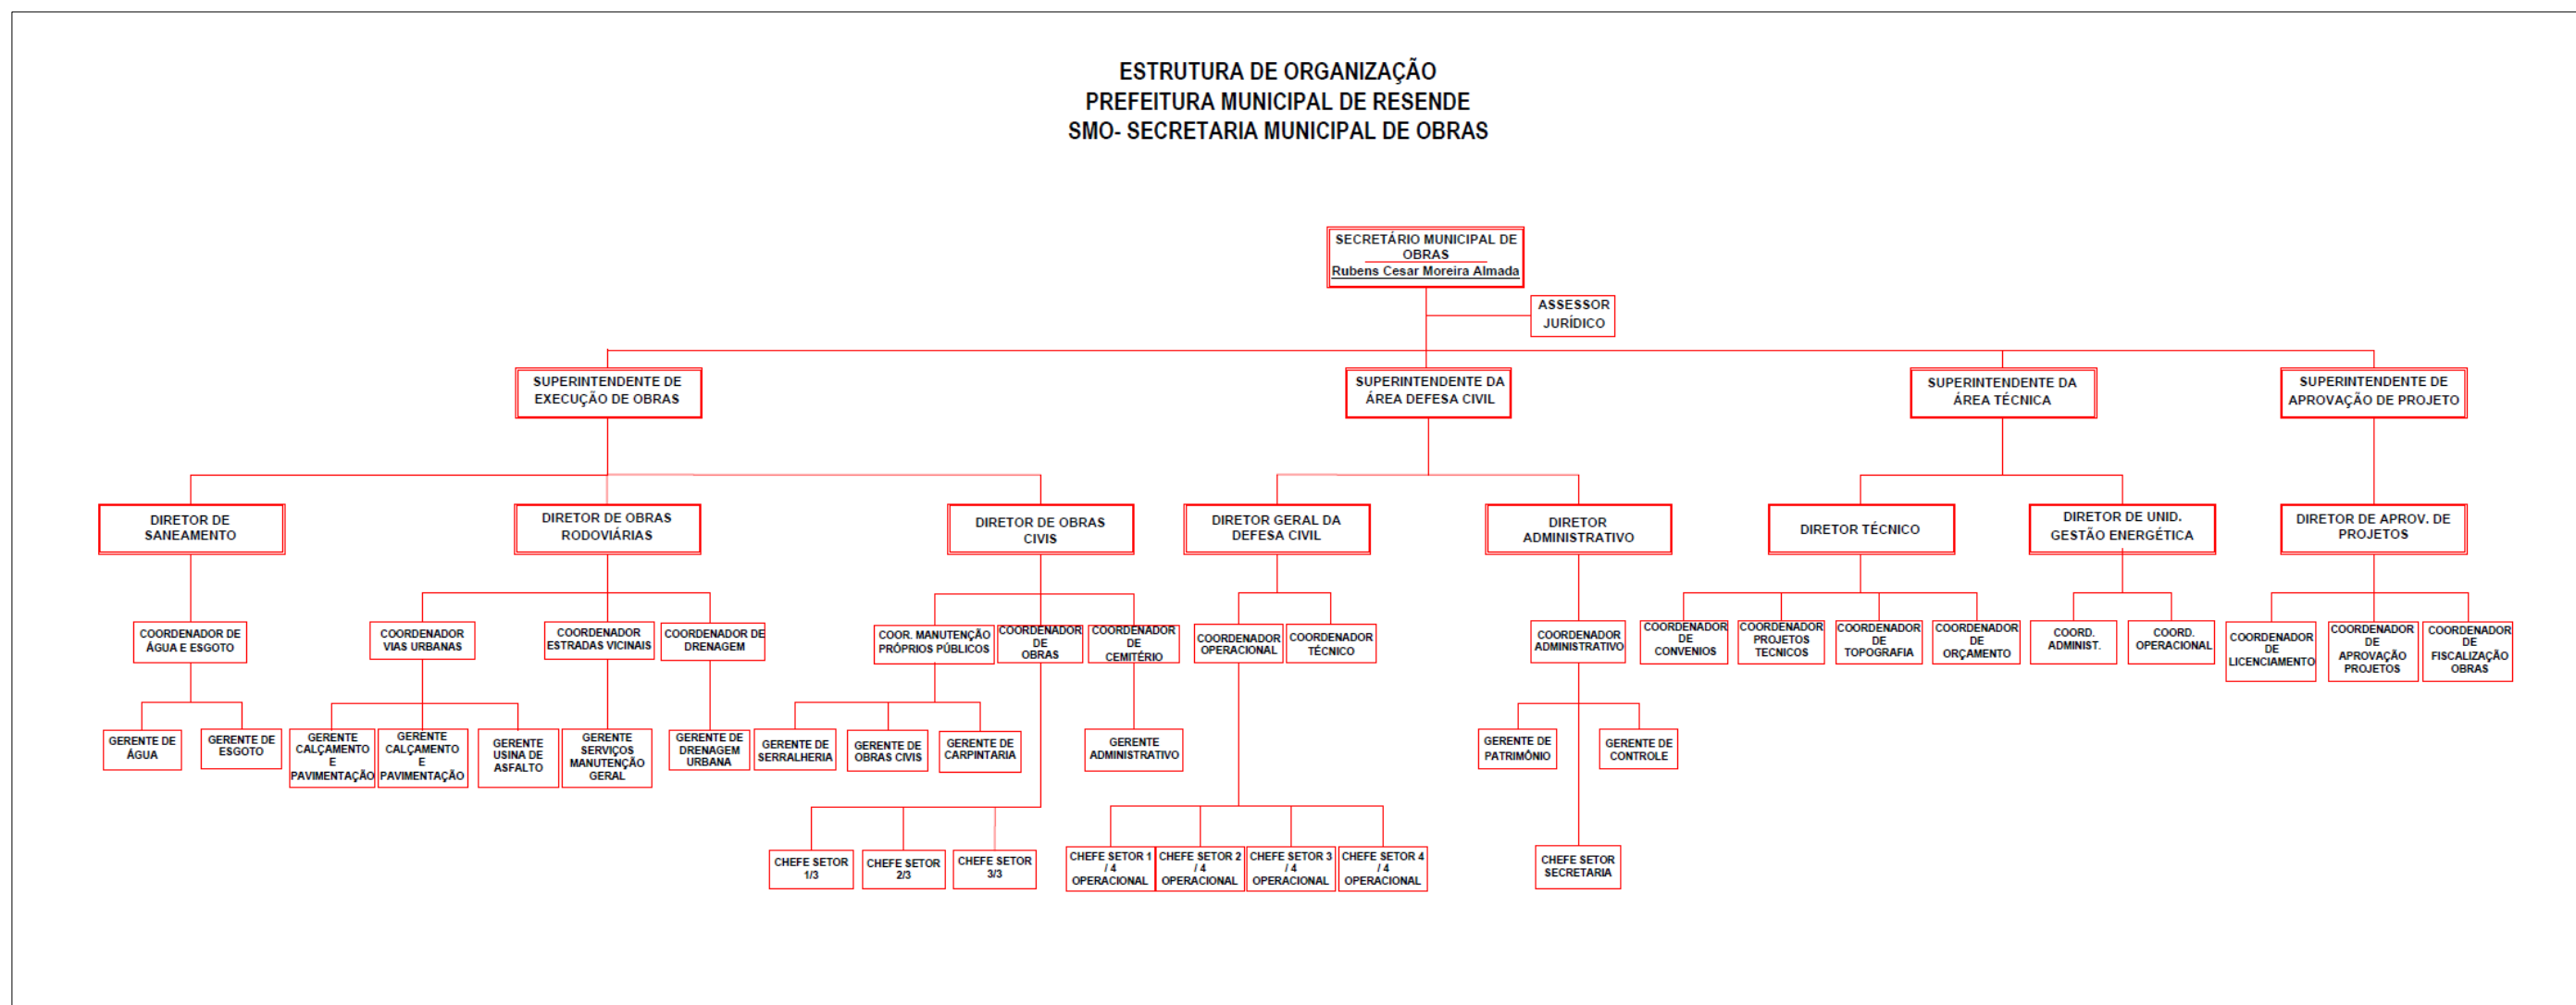 ESTRUTURA DE ORGANIZAÇÃO
PREFEITURA MUNICIPAL DE RESENDE
SMO- SECRETARIA MUNICIPAL DE OBRAS
SECRETÁRIO MUNICIPAL DE
OBRAS
Rubens Cesar Moreira Almada
ASSESSOR
JURÍDICO
SUPERINTENDENTE DE
EXECUÇÃO DE OBRAS
SUPERINTENDENTE DA
ÁREA DEFESA CIVIL
SUPERINTENDENTE DA
ÁREA TÉCNICA
SUPERINTENDENTE DE
APROVAÇÃO DE PROJETO
DIRETOR DE
SANEAMENTO
DIRETOR DE OBRAS
RODOVIÁRIAS
DIRETOR DE OBRAS
CIVIS
DIRETOR GERAL DA
DEFESA CIVIL
DIRETOR
ADMINISTRATIVO
DIRETOR TÉCNICO
DIRETOR DE UNID.
GESTÃO ENERGÉTICA
DIRETOR DE APROV. DE
PROJETOS
COORDENADOR DE
ÁGUA E ESGOTO
COORDENADOR
VIAS URBANAS
COORDENADOR
ESTRADAS VICINAIS
COORDENADOR DE
DRENAGEM
COOR. MANUTENÇÃO
PRÓPRIOS PÚBLICOS
COORDENADOR
DE
OBRAS
COORDENADOR
DE
CEMITÉRIO
COORDENADOR
OPERACIONAL
COORDENADOR
TÉCNICO
COORDENADOR
ADMINISTRATIVO
COORDENADOR
DE
CONVENIOS
COORDENADOR
PROJETOS
TECNICOS
COORDENADOR
DE
TOPOGRAFIA
COORDENADOR
DE
ORÇAMENTO
COORD.
ADMINIST.
COORD.
OPERACIONAL
COORDENADOR
DE
LICENCIAMENTO
COORDENADOR
DE
APROVAÇÃO
PROJETOS
COORDENADOR
DE
FISCALIZAÇÃO
OBRAS
GERENTE DE
ÁGUA
GERENTE DE
ESGOTO
GERENTE
CALÇAMENTO
E
PAVIMENTAÇÃO
GERENTE
CALÇAMENTO
E
PAVIMENTAÇÃO
GERENTE
USINA DE
ASFALTO
GERENTE
SERVIÇOS
MANUTENÇÃO
GERAL
GERENTE DE
DRENAGEM
URBANA
GERENTE DE
SERRALHERIA
GERENTE DE
OBRAS CIVIS
GERENTE DE
CARPINTARIA
GERENTE
ADMINISTRATIVO
GERENTE DE
PATRIMÔNIO
GERENTE DE
CONTROLE
CHEFE SETOR
1/3
CHEFE SETOR
2/3
CHEFE SETOR
3/3
CHEFE SETOR 1
/ 4
OPERACIONAL
CHEFE SETOR 2
/ 4
OPERACIONAL
CHEFE SETOR 3
/ 4
OPERACIONAL
CHEFE SETOR 4
/ 4
OPERACIONAL
CHEFE SETOR
SECRETARIA